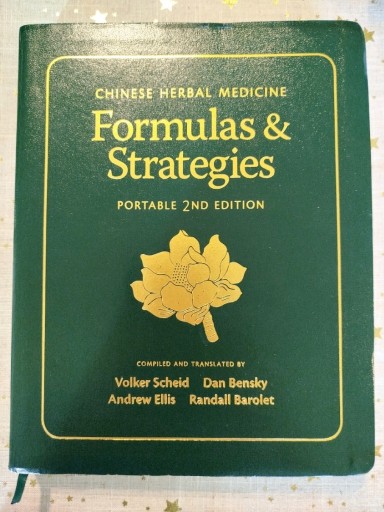 CHINESE HERBAL MEDICINE
Formulas &
Strategies
PORTABLE 2ND EDITION
COMPILED AND TRANSLATED BY
Volker Scheid Dan Bensky
Andrew Ellis Randall Barolet